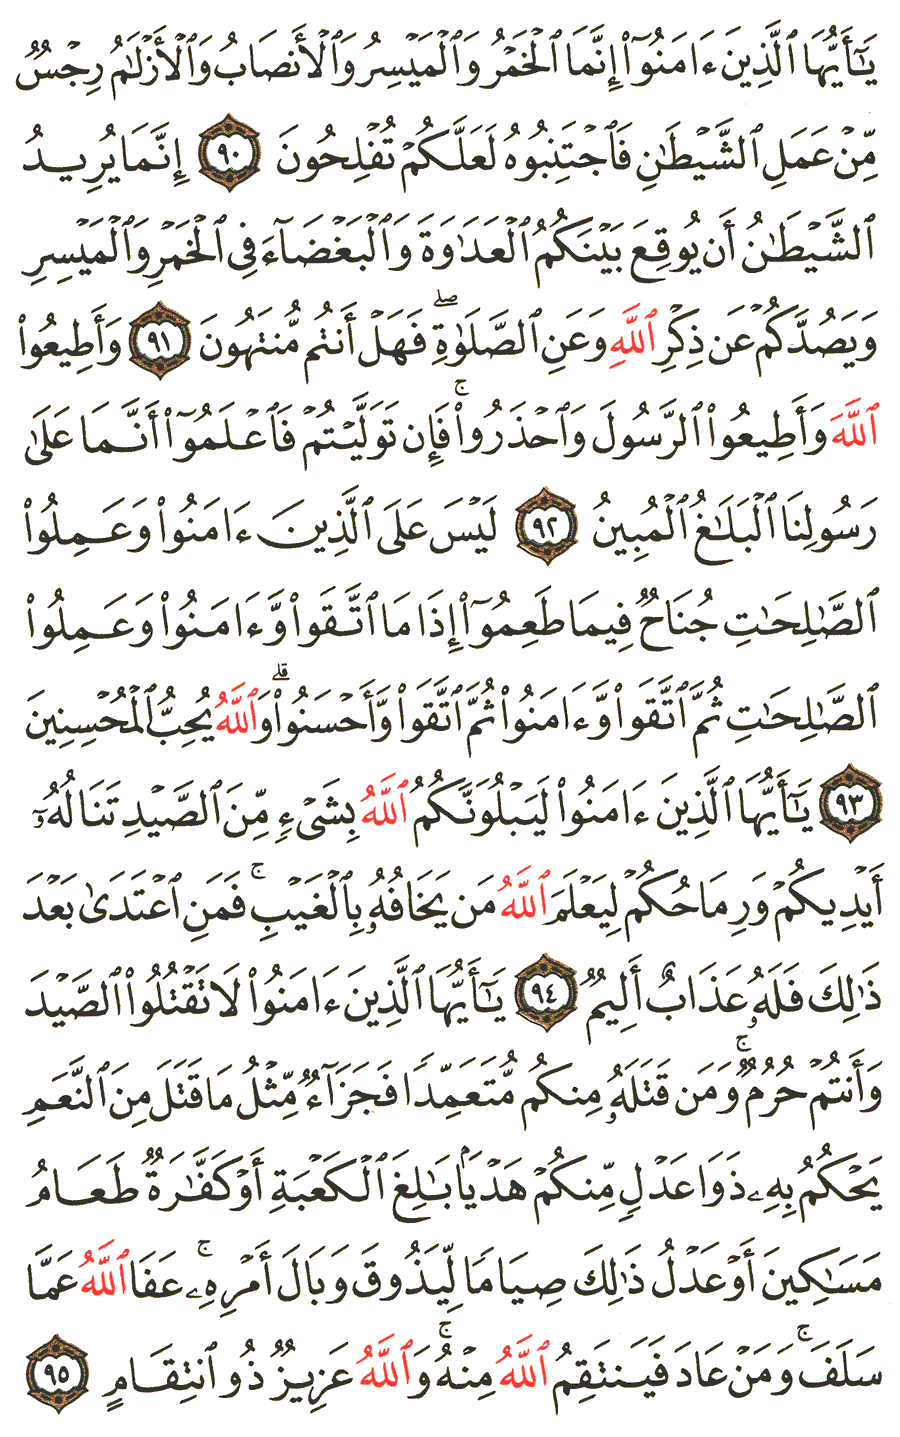 يَـٰٓأَيُّهَا ٱلَّذِينَ ءَامَنُوٓا۟ إِنَّمَا ٱلْخَمْرُ وَٱلْمَيْسِرُ وَٱلْأَنصَابُ وَٱلْأَزْلَـٰمُ رِجْسٌ
مِّنْ عَمَلِ ٱلشَّيْطَـٰنِ فَٱجْتَنِبُوهُ لَعَلَّكُمْ تُفْلِحُونَ ٩٠ إِنَّمَا يُرِيدُ
ٱلشَّيْطَـٰنُ أَن يُوقِعَ بَيْنَكُمُ ٱلْعَدَٰوَةَ وَٱلْبَغْضَآءَ فِى ٱلْخَمْرِ وَٱلْمَيْسِرِ
وَيَصُدَّكُمْ عَن ذِكْرِ ٱللَّهِ وَعَنِ ٱلصَّلَوٰةِ ۖ فَهَلْ أَنتُم مُّنتَهُونَ ٩١ وَأَطِيعُوا۟
ٱللَّهَ وَأَطِيعُوا۟ ٱلرَّسُولَ وَٱحْذَرُوا۟ ۚ فَإِن تَوَلَّيْتُمْ فَٱعْلَمُوٓا۟ أَنَّمَا عَلَىٰ
رَسُولِنَا ٱلْبَلَـٰغُ ٱلْمُبِينُ ٩٢ لَيْسَ عَلَى ٱلَّذِينَ ءَامَنُوا۟ وَعَمِلُوا۟
ٱلصَّـٰلِحَـٰتِ جُنَاحٌ فِيمَا طَعِمُوٓا۟ إِذَا مَا ٱتَّقَوا۟ وَّءَامَنُوا۟ وَعَمِلُوا۟
ٱلصَّـٰلِحَـٰتِ ثُمَّ ٱتَّقَوا۟ وَّءَامَنُوا۟ ثُمَّ ٱتَّقَوا۟ وَّأَحْسَنُوا۟ ۗ وَٱللَّهُ يُحِبُّ ٱلْمُحْسِنِينَ
٩٣ يَـٰٓأَيُّهَا ٱلَّذِينَ ءَامَنُوا۟ لَيَبْلُوَنَّكُمُ ٱللَّهُ بِشَىْءٍ مِّنَ ٱلصَّيْدِ تَنَالُهُۥٓ
أَيْدِيكُمْ وَرِمَاحُكُمْ لِيَعْلَمَ ٱللَّهُ مَن يَخَافُهُۥ بِٱلْغَيْبِ ۚ فَمَنِ ٱعْتَدَىٰ بَعْدَ
ذَٰلِكَ فَلَهُۥ عَذَابٌ أَلِيمٌ ٩٤ يَـٰٓأَيُّهَا ٱلَّذِينَ ءَامَنُوا۟ لَا تَقْتُلُوا۟ ٱلصَّيْدَ
وَأَنتُمْ حُرُمٌ ۚ وَمَن قَتَلَهُۥ مِنكُم مُّتَعَمِّدًا فَجَزَآءٌ مِّثْلُ مَا قَتَلَ مِنَ ٱلنَّعَمِ
يَحْكُمُ بِهِۦ ذَوَا عَدْلٍ مِّنكُمْ هَدْيًۢا بَـٰلِغَ ٱلْكَعْبَةِ أَوْ كَفَّـٰرَةٌ طَعَامُ
مَسَـٰكِينَ أَوْ عَدْلُ ذَٰلِكَ صِيَامًا لِّيَذُوقَ وَبَالَ أَمْرِهِۦ ۚ عَفَا ٱللَّهُ عَمَّا
سَلَفَ ۚ وَمَنْ عَادَ فَيَنتَقِمُ ٱللَّهُ مِنْهُ ۚ وَٱللَّهُ عَزِيزٌ ذُو ٱنتِقَامٍ ٩٥